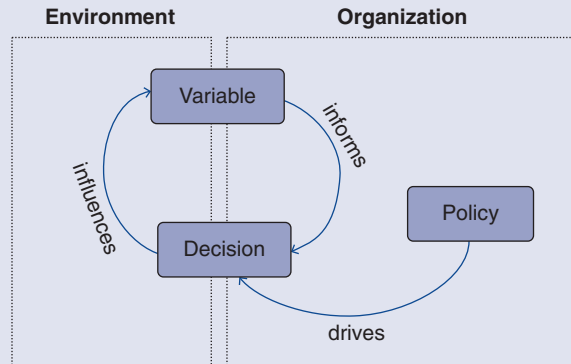 Environment
Organization
Variable
informs
influences
Policy
Decision
drives